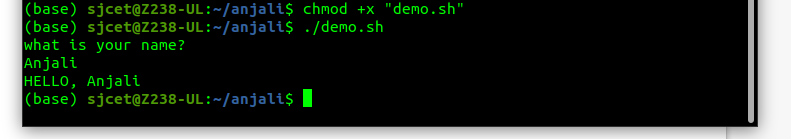 (base) sjcet@Z238-UL:~/anjali$ chmod +x "demo.sh"
(base) sjcet@Z238-UL:~/anjali$ ./demo.sh
what is your name?
Anjali
HELLO, Anjali
(base) sjcet@Z238-UL:~/anjali$